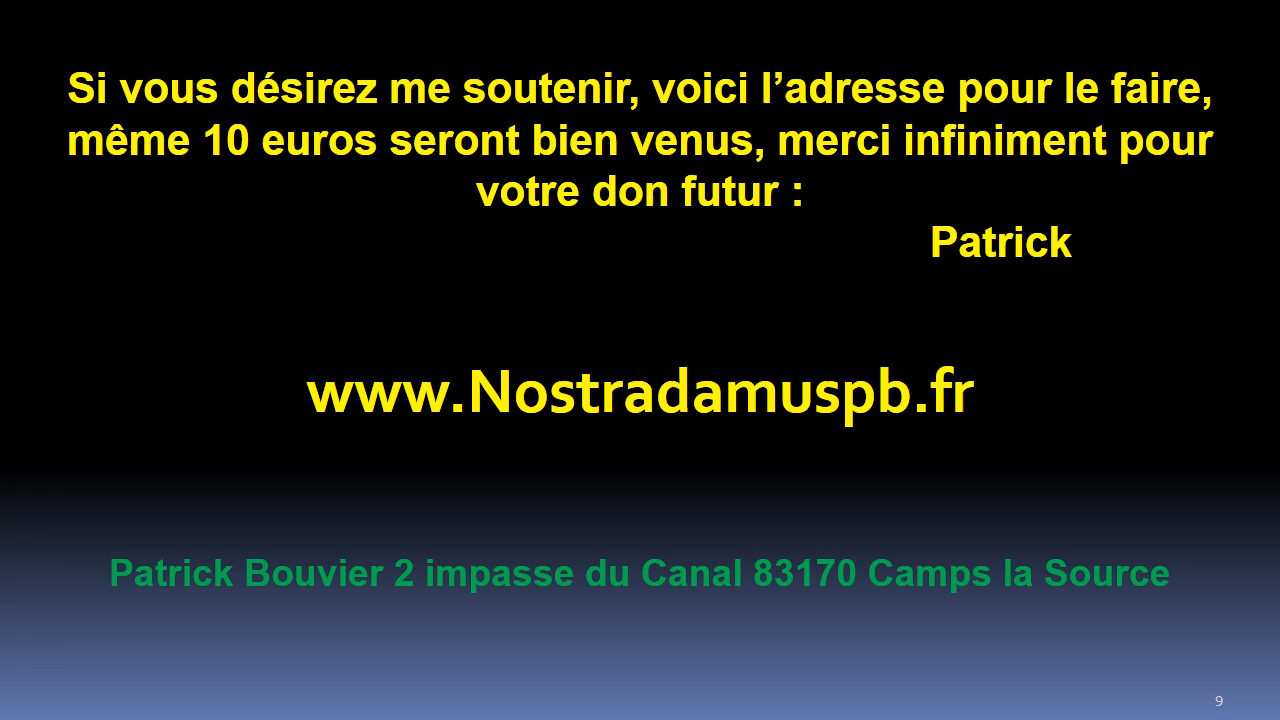 Si vous désirez me soutenir, voici l’adresse pour le faire,
même 10 euros seront bien venus, merci infiniment pour
votre don futur :
Patrick
www.Nostradamuspb.fr
Patrick Bouvier 2 impasse du Canal 83170 Camps la Source
9